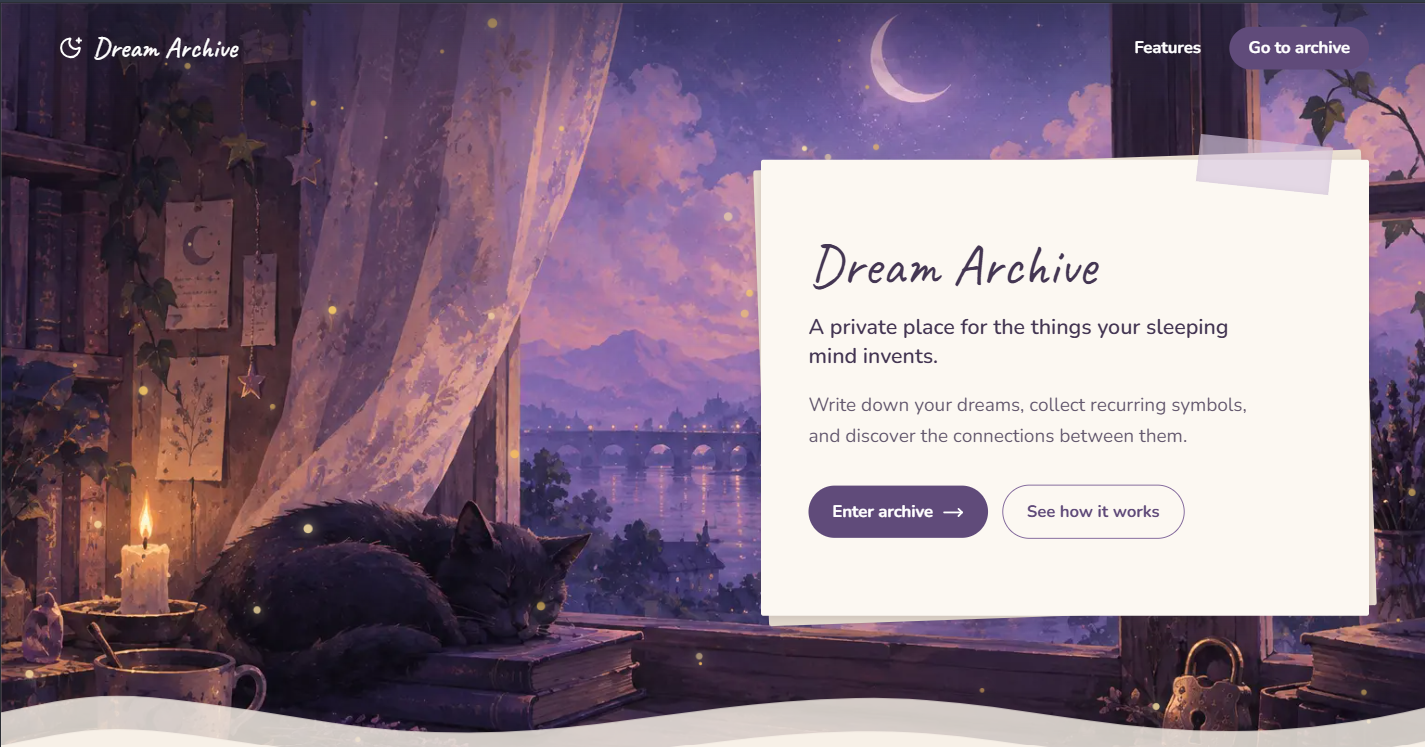 Dream Archive
Features
Go to archive
Dream Archive
A private place for the things your sleeping
mind invents.
Write down your dreams, collect recurring symbols,
and discover the connections between them.
Enter archive →
See how it works